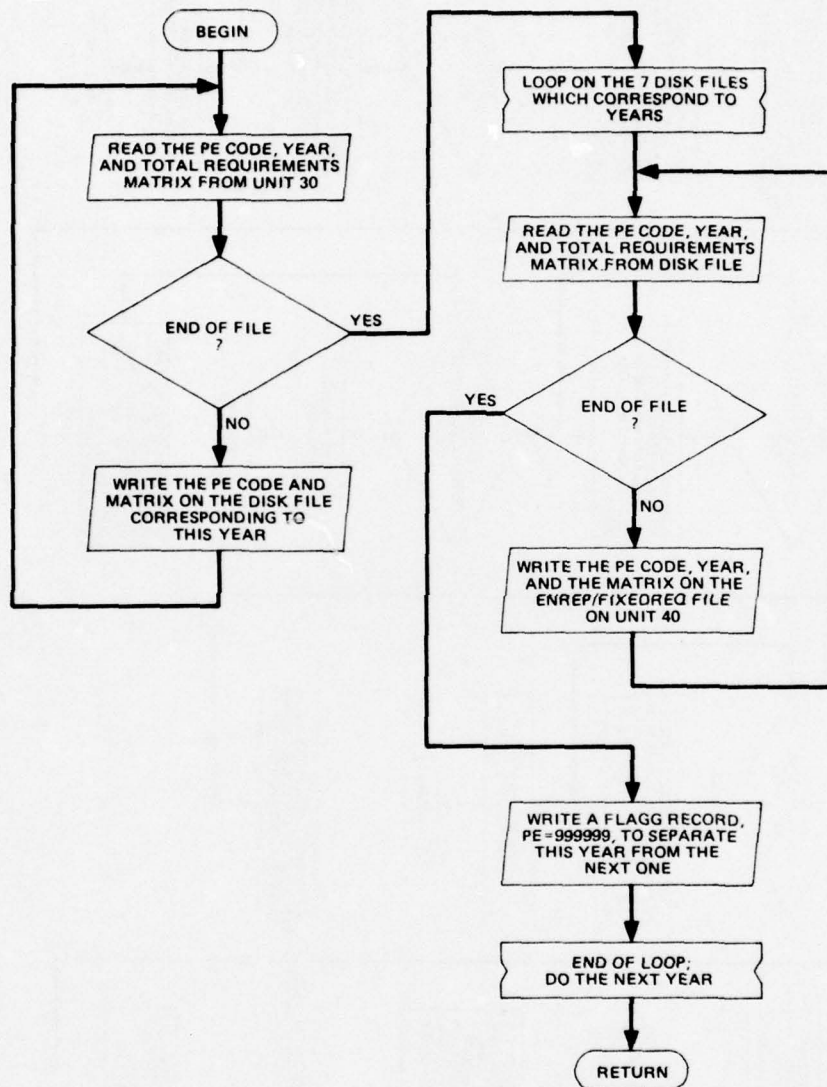 BEGIN
READ THE PE CODE, YEAR,
AND TOTAL REQUIREMENTS
MATRIX FROM UNIT 30
END OF FILE
?
YES
NO
WRITE THE PE CODE AND
MATRIX ON THE DISK FILE
CORRESPONDING TO
THIS YEAR
LOOP ON THE 7 DISK FILES
WHICH CORRESPOND TO
YEARS
READ THE PE CODE, YEAR,
AND TOTAL REQUIREMENTS
MATRIX FROM DISK FILE
END OF FILE
?
YES
NO
WRITE THE PE CODE, YEAR,
AND THE MATRIX ON THE
ENREP/FIXEDREQ FILE
ON UNIT 40
WRITE A FLAGG RECORD,
PE=999999, TO SEPARATE
THIS YEAR FROM THE
NEXT ONE
END OF LOOP;
DO THE NEXT YEAR
RETURN